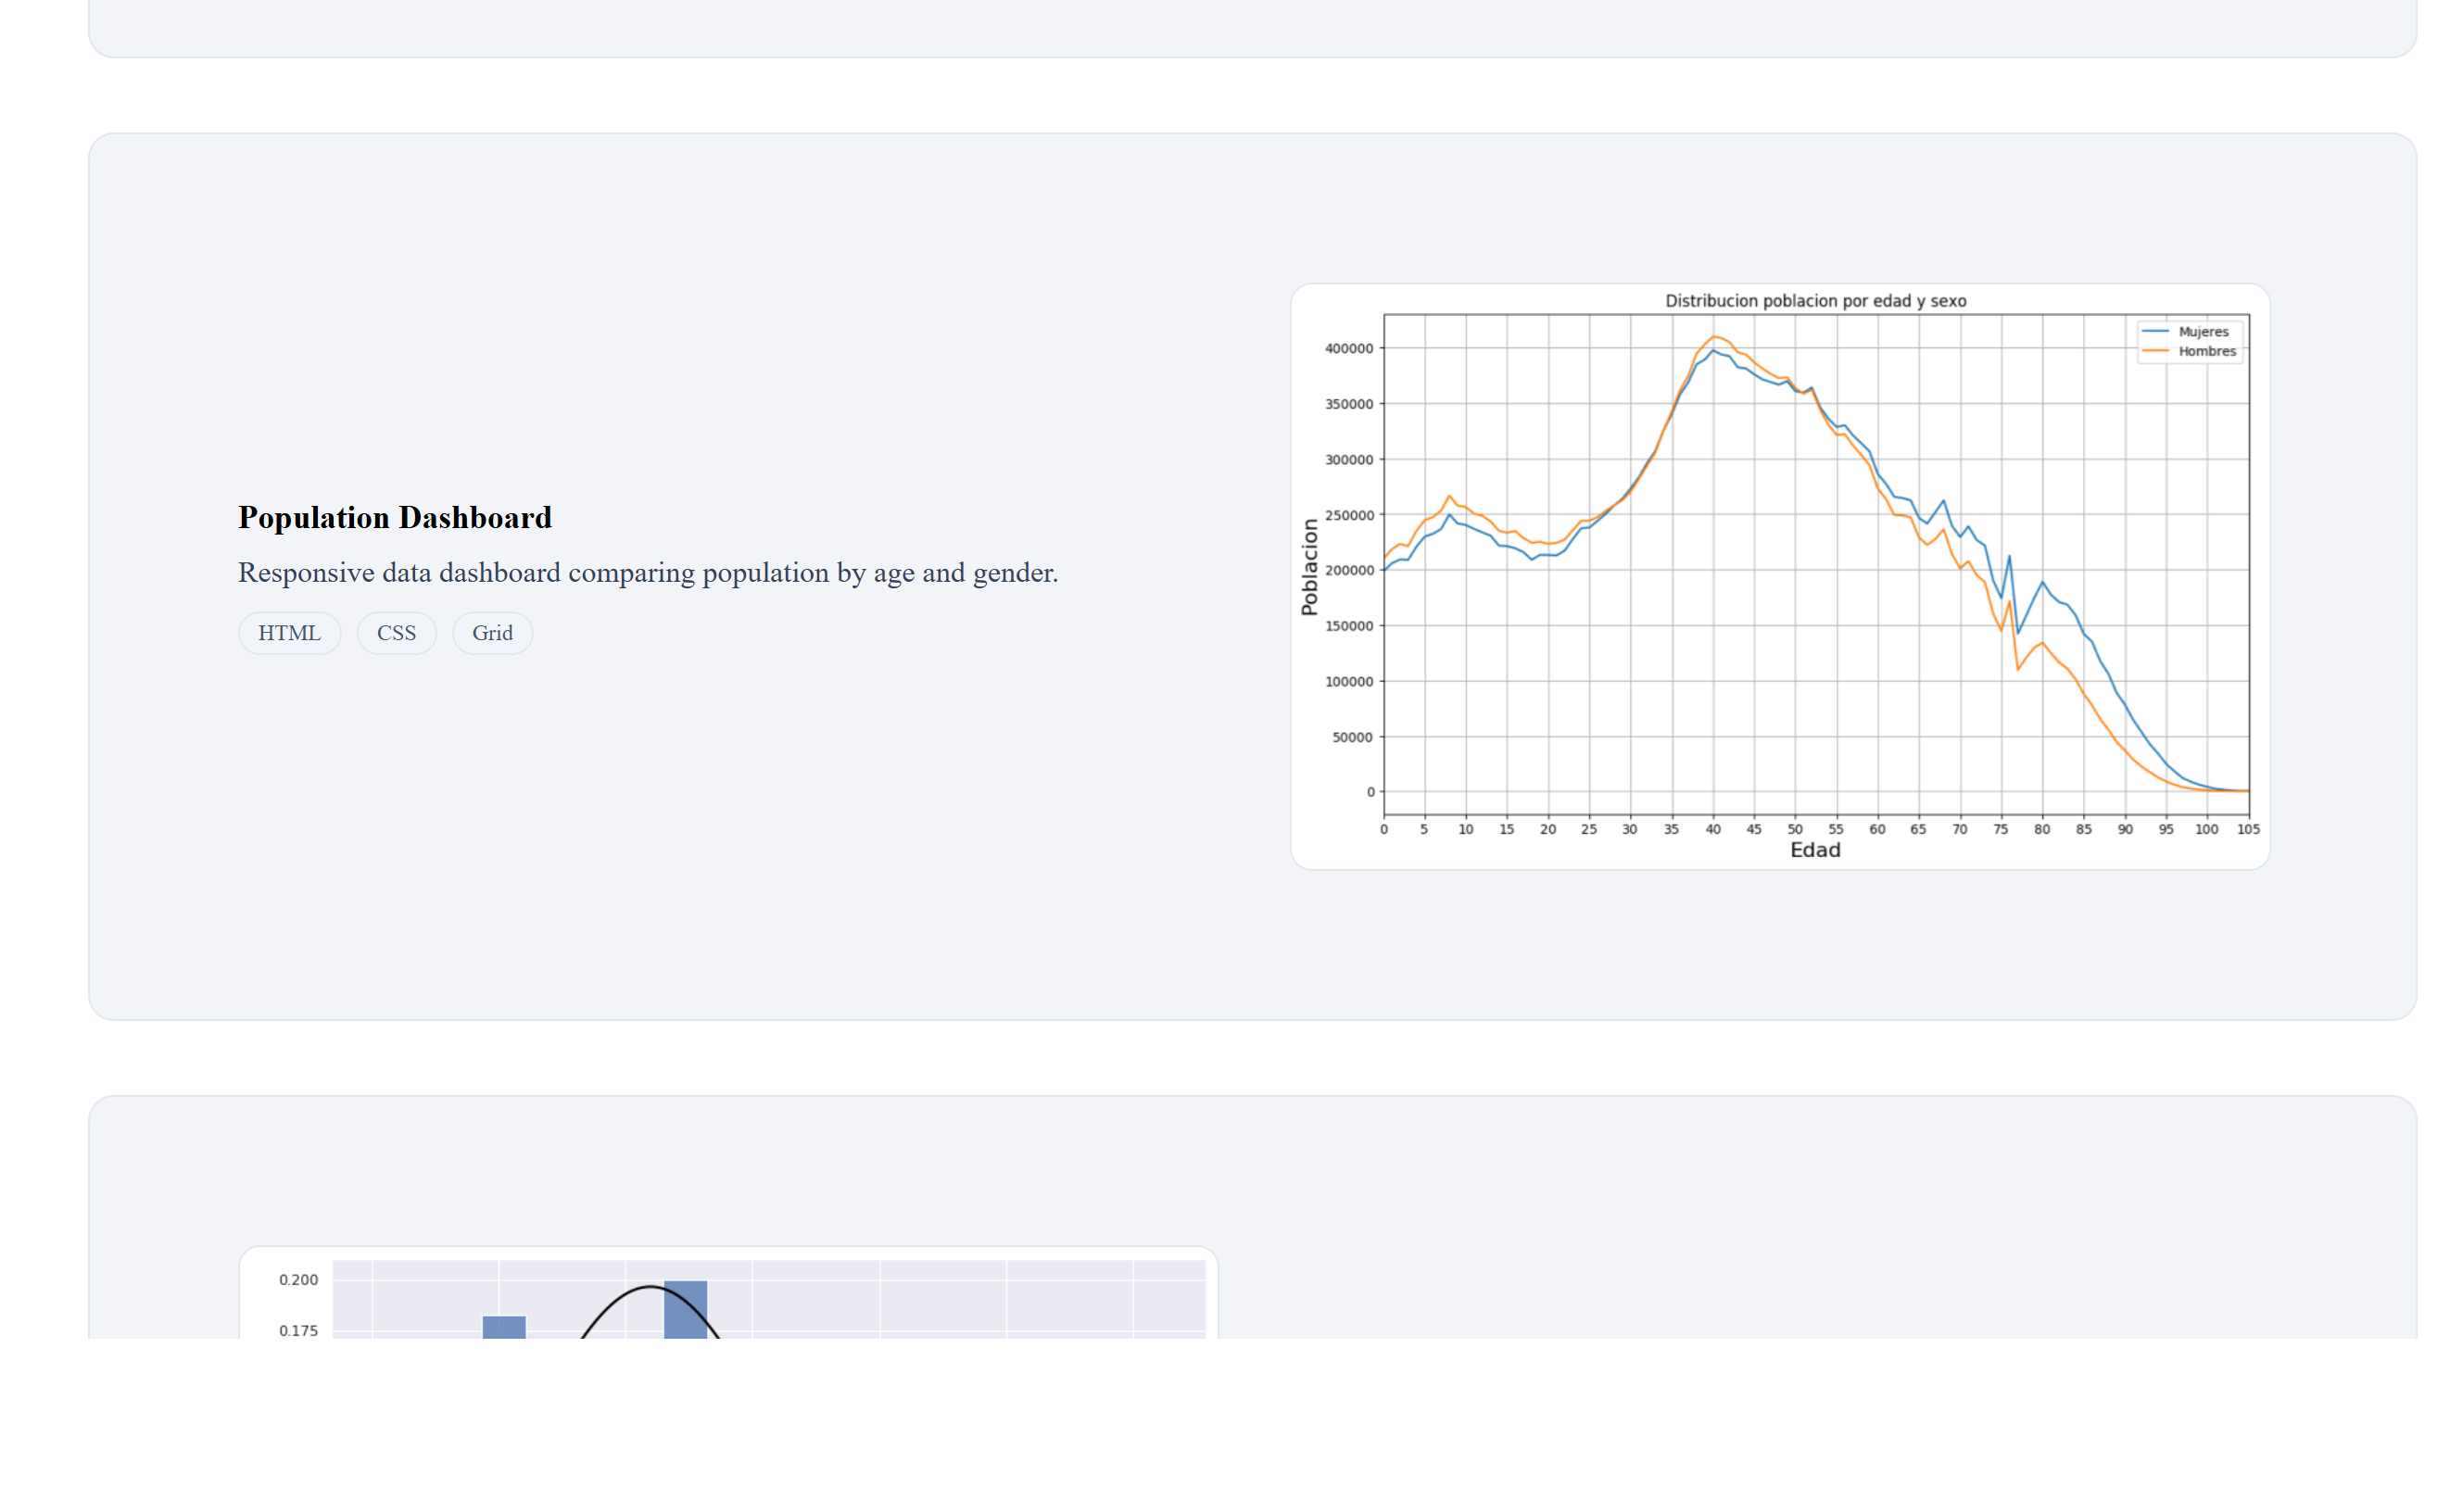 Population Dashboard
Responsive data dashboard comparing population by age and gender.
HTML CSS Grid
Distribucion poblacion por edad y sexo
Mujeres
Hombres
Poblacion
400000
350000
300000
250000
200000
150000
100000
50000
0
0 5 10 15 20 25 30 35 40 45 50 55 60 65 70 75 80 85 90 95 100 105
Edad
0.200
0.175